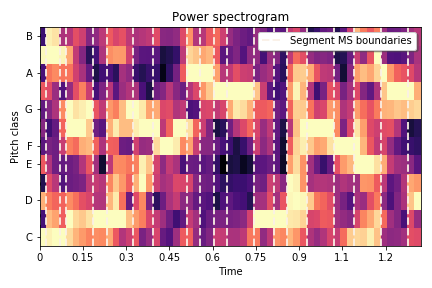 Power spectrogram
Segment MS boundaries
Pitch class
B
A
G
F
E
D
C
0 0.15 0.3 0.45 0.6 0.75 0.9 1.1 1.2
Time